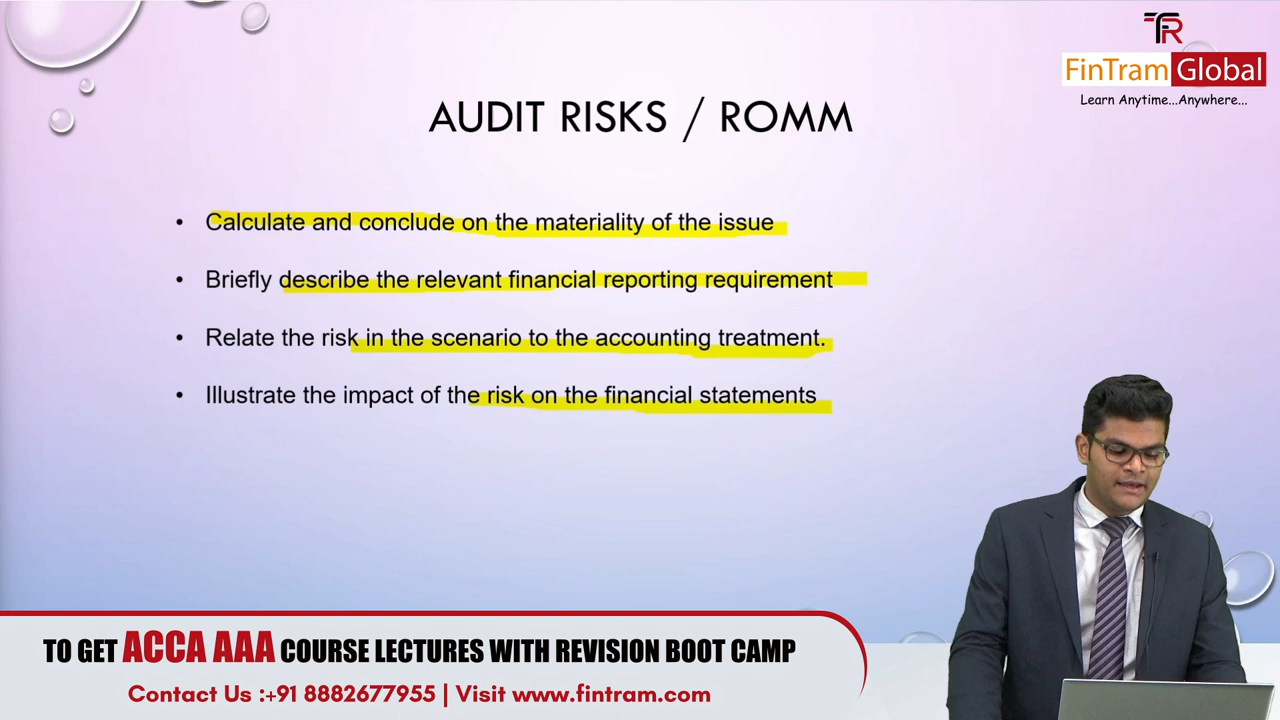 TR
FinTram Global
Learn Anytime...Anywhere...
AUDIT RISKS / ROMM
• Calculate and conclude on the materiality of the issue
• Briefly describe the relevant financial reporting requirement
• Relate the risk in the scenario to the accounting treatment.
• Illustrate the impact of the risk on the financial statements
TO GET ACCA AAA COURSE LECTURES WITH REVISION BOOT CAMP
Contact Us :+91 8882677955 | Visit www.fintram.com